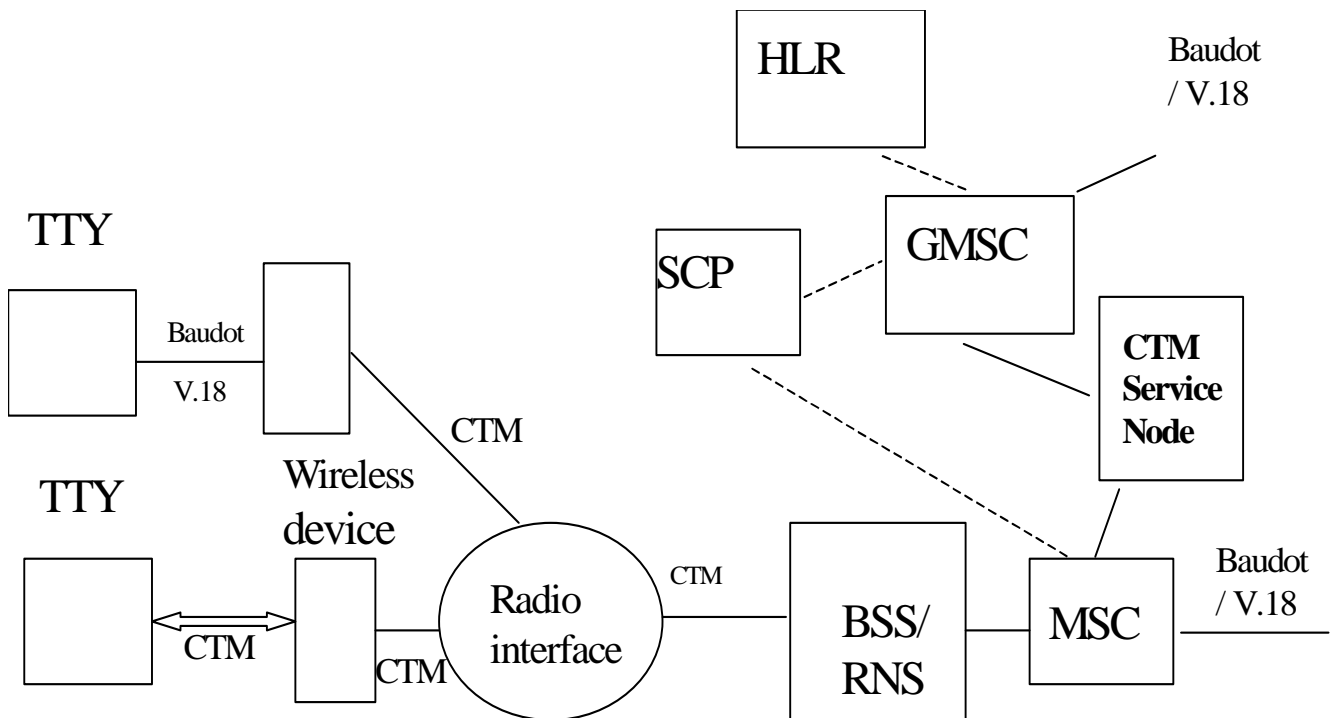 HLR
Baudot
/ V.18
TTY
SCP
GMSC
Baudot
V.18
CTM
Service
Node
CTM
TTY
Wireless
device
Radio
interface
CTM
BSS/
RNS
MSC
Baudot
/ V.18
CTM
CTM